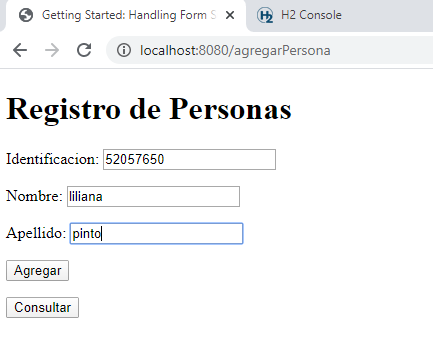 Getting Started: Handling Form S
H2 Console
localhost:8080/agregarPersona
Registro de Personas
Identificacion: 52057650
Nombre: liliana
Apellido: pinto
Agregar
Consultar